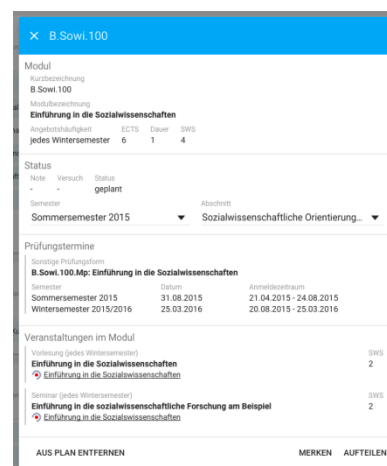 × B.Sowi.100
Modul
Kurzbezeichnung
B.Sowi.100
Modulbezeichnung
Einführung in die Sozialwissenschaften
Angebotshäufigkeit ECTS Dauer SWS
jedes Wintersemester 6 1 4
Status
Note Versuch Status
- - geplant
Semester Abschnitt
Sommersemester 2015 Sozialwissenschaftliche Orientierung...
Prüfungstermine
Sonstige Prüfungsform
B.Sowi.100.Mp: Einführung in die Sozialwissenschaften
Semester Datum Anmeldezeitraum
Sommersemester 2015 31.08.2015 21.04.2015 - 24.08.2015
Wintersemester 2015/2016 25.03.2016 20.08.2015 - 25.03.2016
Veranstaltungen im Modul
Vorlesung (jedes Wintersemester) SWS
Einführung in die Sozialwissenschaften 2
Einführung in die Sozialswissenschaften
Seminar (jedes Wintersemester) SWS
Einführung in die sozialwissenschaftliche Forschung am Beispiel 2
Einführung in die Sozialswissenschaften
AUS PLAN ENTFERNEN MERKEN AUFTEILEN